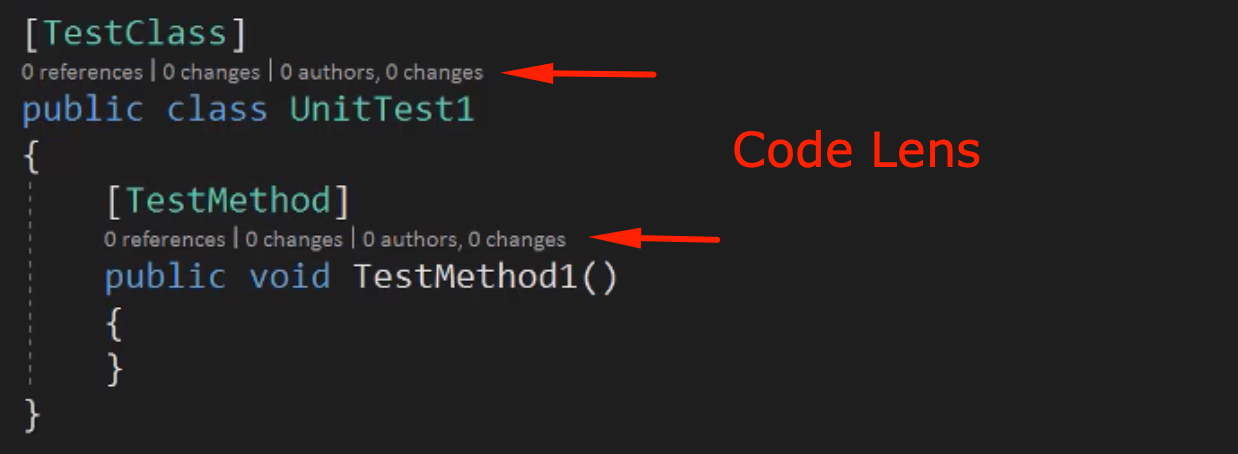 [TestClass]
0 references | 0 changes | 0 authors, 0 changes
public class UnitTest1
Code Lens
{
[TestMethod]
0 references | 0 changes | 0 authors, 0 changes
public void TestMethod1()
{
}
}